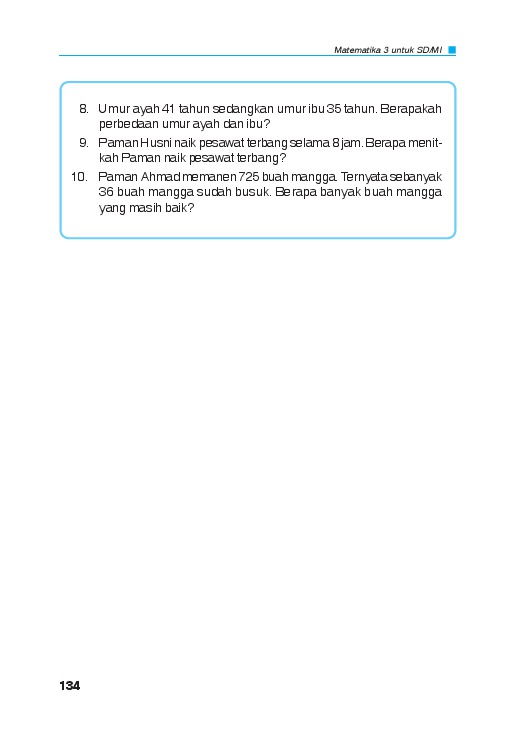 Matematika 3 untuk SD/MI
8. Umur ayah 41 tahun sedangkan umur ibu 35 tahun. Berapakah
perbedaan umur ayah dan ibu?
9. Paman Husni naik pesawat terbang selama 8 jam. Berapa menit-
kah Paman naik pesawat terbang?
10. Paman Ahmad memanen 725 buah mangga. Ternyata sebanyak
36 buah mangga sudah busuk. Berapa banyak buah mangga
yang masih baik?
134